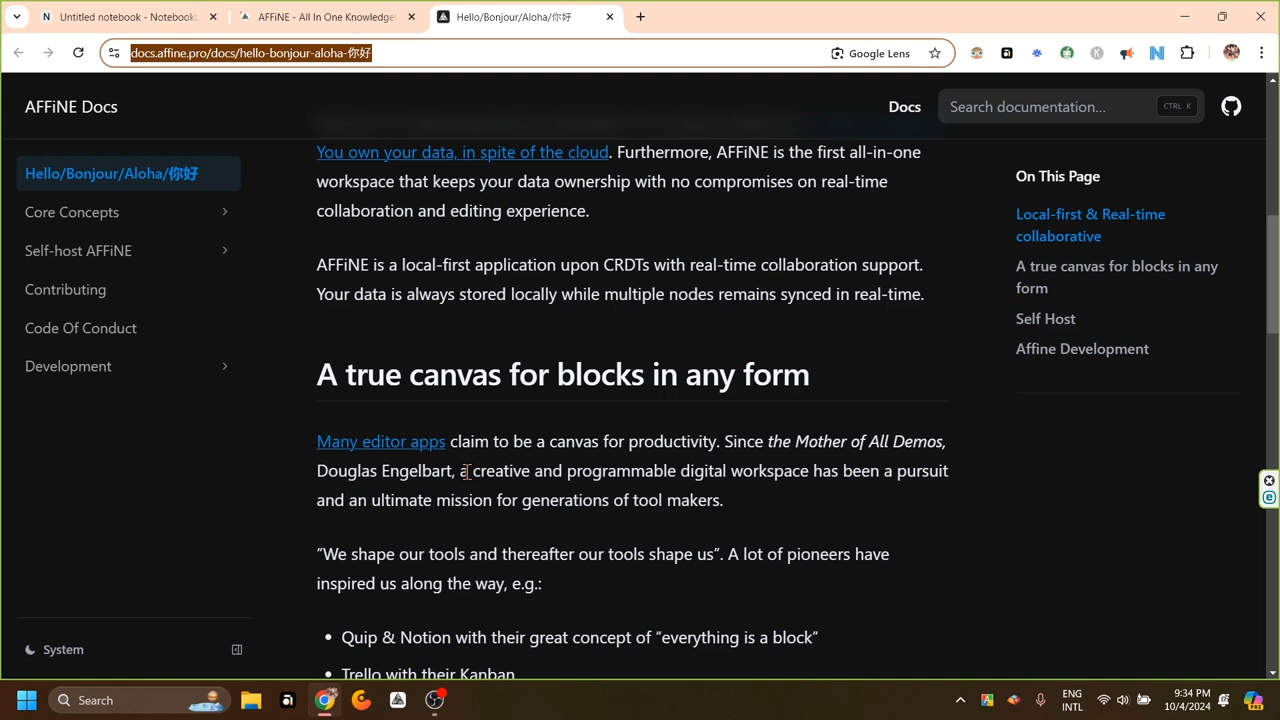 Untitled notebook - NotebookL
AFFiNE - All In One Knowledge
Hello/Bonjour/Aloha/你好
docs.affine.pro/docs/hello-bonjour-aloha-你好
Google Lens
AFFiNE Docs
Docs
Search documentation...
CTRL K
Hello/Bonjour/Aloha/你好
Core Concepts
Self-host AFFiNE
Contributing
Code Of Conduct
Development
System
You own your data, in spite of the cloud. Furthermore, AFFiNE is the first all-in-one
workspace that keeps your data ownership with no compromises on real-time
collaboration and editing experience.
AFFiNE is a local-first application upon CRDTs with real-time collaboration support.
Your data is always stored locally while multiple nodes remains synced in real-time.
A true canvas for blocks in any form
Many editor apps claim to be a canvas for productivity. Since the Mother of All Demos,
Douglas Engelbart, a creative and programmable digital workspace has been a pursuit
and an ultimate mission for generations of tool makers.
“We shape our tools and thereafter our tools shape us”. A lot of pioneers have
inspired us along the way, e.g.:
• Quip & Notion with their great concept of “everything is a block”
• Trello with their Kanban
On This Page
Local-first & Real-time
collaborative
A true canvas for blocks in any
form
Self Host
Affine Development
Search
ENG
INTL
9:34 PM
10/4/2024